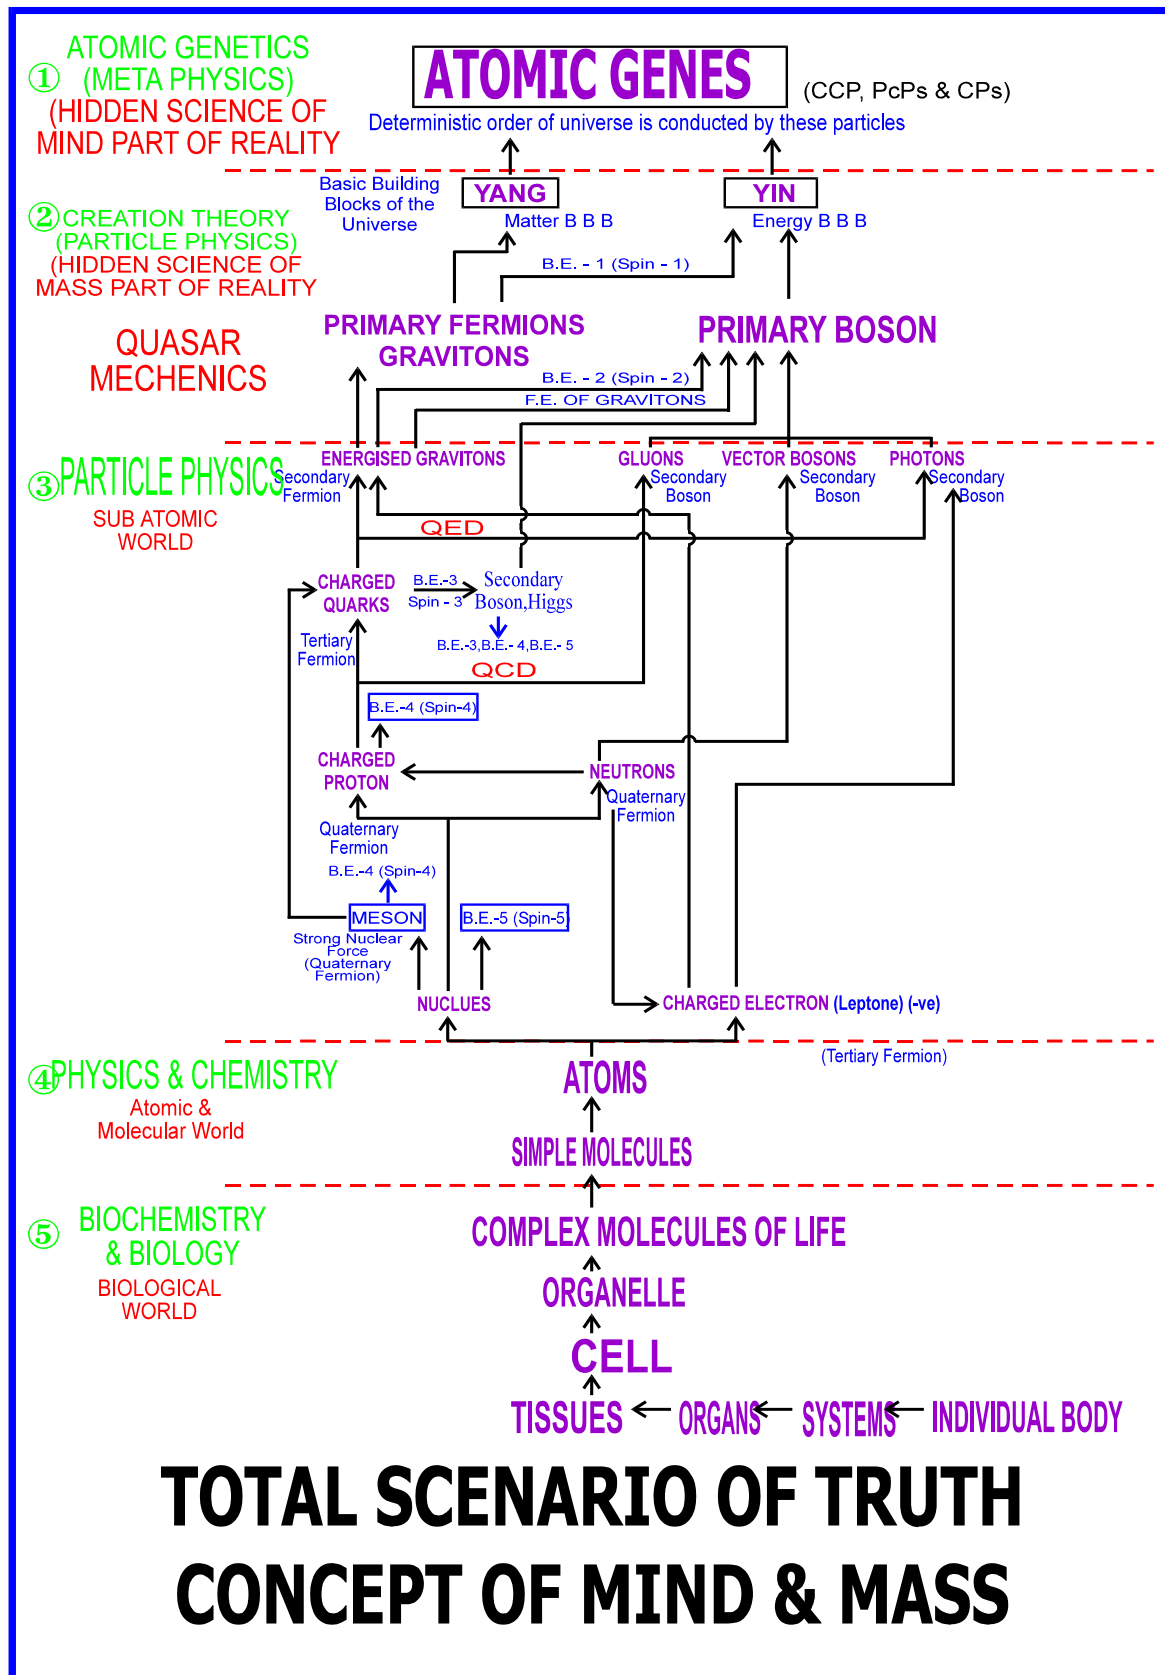 ①
ATOMIC GENETICS
(META PHYSICS)
(HIDDEN SCIENCE OF
MIND PART OF REALITY
ATOMIC GENES
(CCP, PcPs & CPs)
Deterministic order of universe is conducted by these particles
Basic Building
Blocks of the
Universe
YANG
Matter B B B
YIN
Energy B B B
②
CREATION THEORY
(PARTICLE PHYSICS)
(HIDDEN SCIENCE OF
MASS PART OF REALITY
B.E. - 1 (Spin - 1)
QUASAR
MECHENICS
PRIMARY FERMIONS
GRAVITONS
PRIMARY BOSON
B.E. - 2 (Spin - 2)
F.E. OF GRAVITONS
③
PARTICLE PHYSICS
SUB ATOMIC
WORLD
ENERGISED GRAVITONS
Secondary
Fermion
GLUONS
Secondary
Boson
VECTOR BOSONS
Secondary
Boson
PHOTONS
Secondary
Boson
QED
CHARGED
QUARKS
B.E.-3
Spin - 3
Secondary
Boson,Higgs
Tertiary
Fermion
B.E.-3,B.E.- 4,B.E.- 5
QCD
B.E.-4 (Spin-4)
CHARGED
PROTON
NEUTRONS
Quaternary
Fermion
Quaternary
Fermion
B.E.-4 (Spin-4)
MESON
B.E.-5 (Spin-5)
Strong Nuclear
Force
(Quaternary
Fermion)
NUCLUES
CHARGED ELECTRON (Leptone) (-ve)
(Tertiary Fermion)
④
PHYSICS & CHEMISTRY
Atomic &
Molecular World
ATOMS
SIMPLE MOLECULES
⑤
BIOCHEMISTRY
& BIOLOGY
BIOLOGICAL
WORLD
COMPLEX MOLECULES OF LIFE
ORGANELLE
CELL
TISSUES ORGANS SYSTEMS INDIVIDUAL BODY
TOTAL SCENARIO OF TRUTH
CONCEPT OF MIND & MASS